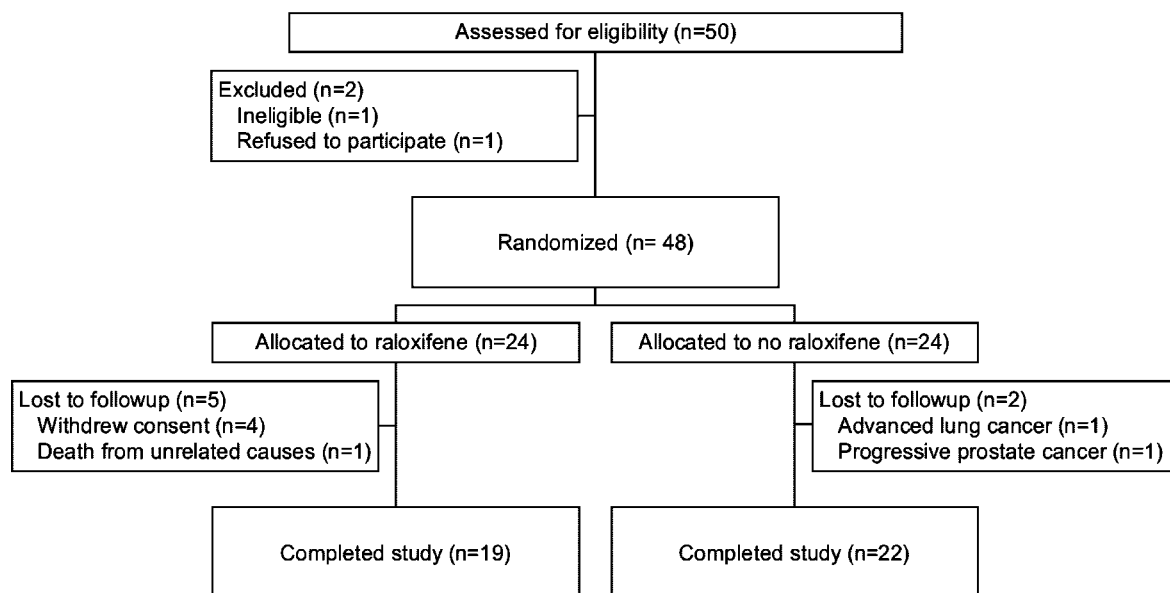 Assessed for eligibility (n=50)
Excluded (n=2)
Ineligible (n=1)
Refused to participate (n=1)
Randomized (n= 48)
Allocated to raloxifene (n=24)
Allocated to no raloxifene (n=24)
Lost to followup (n=5)
Withdrew consent (n=4)
Death from unrelated causes (n=1)
Lost to followup (n=2)
Advanced lung cancer (n=1)
Progressive prostate cancer (n=1)
Completed study (n=19)
Completed study (n=22)